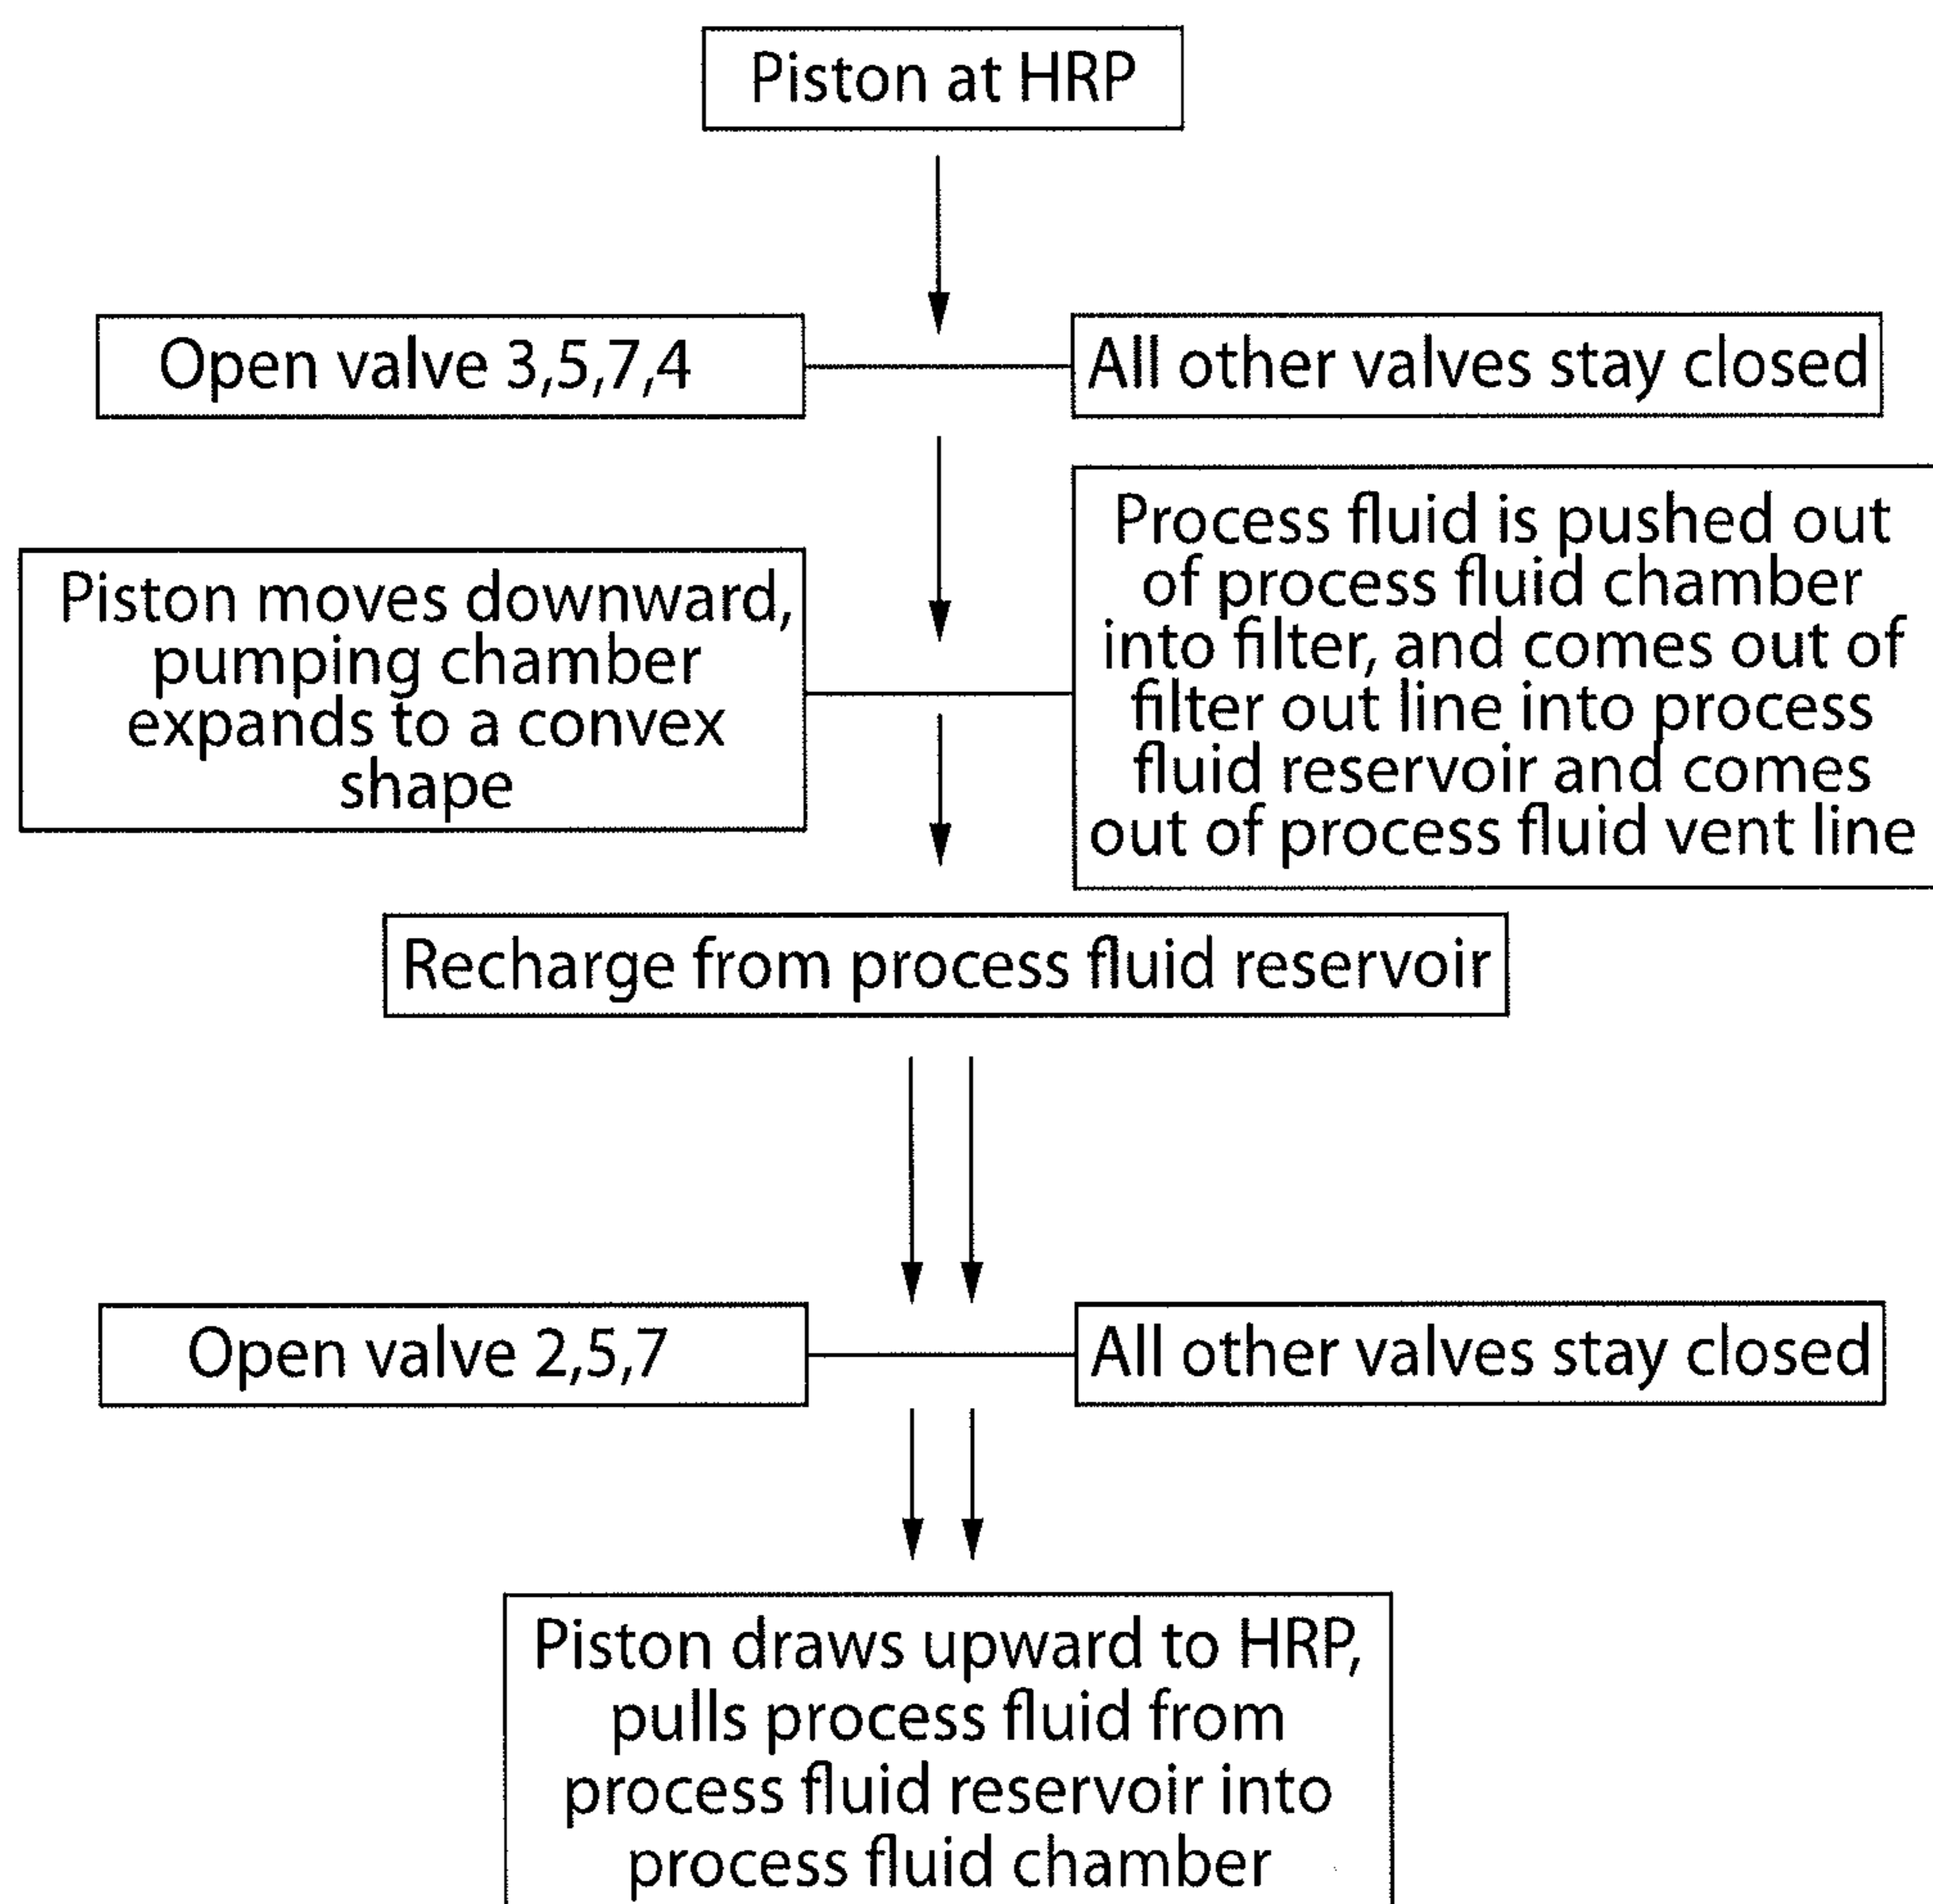 Piston at HRP
Open valve 3,5,7,4
All other valves stay closed
Piston moves downward,
pumping chamber
expands to a convex
shape
Process fluid is pushed out
of process fluid chamber
into filter, and comes out of
filter out line into process
fluid reservoir and comes
out of process fluid vent line
Recharge from process fluid reservoir
Open valve 2,5,7
All other valves stay closed
Piston draws upward to HRP,
pulls process fluid from
process fluid reservoir into
process fluid chamber